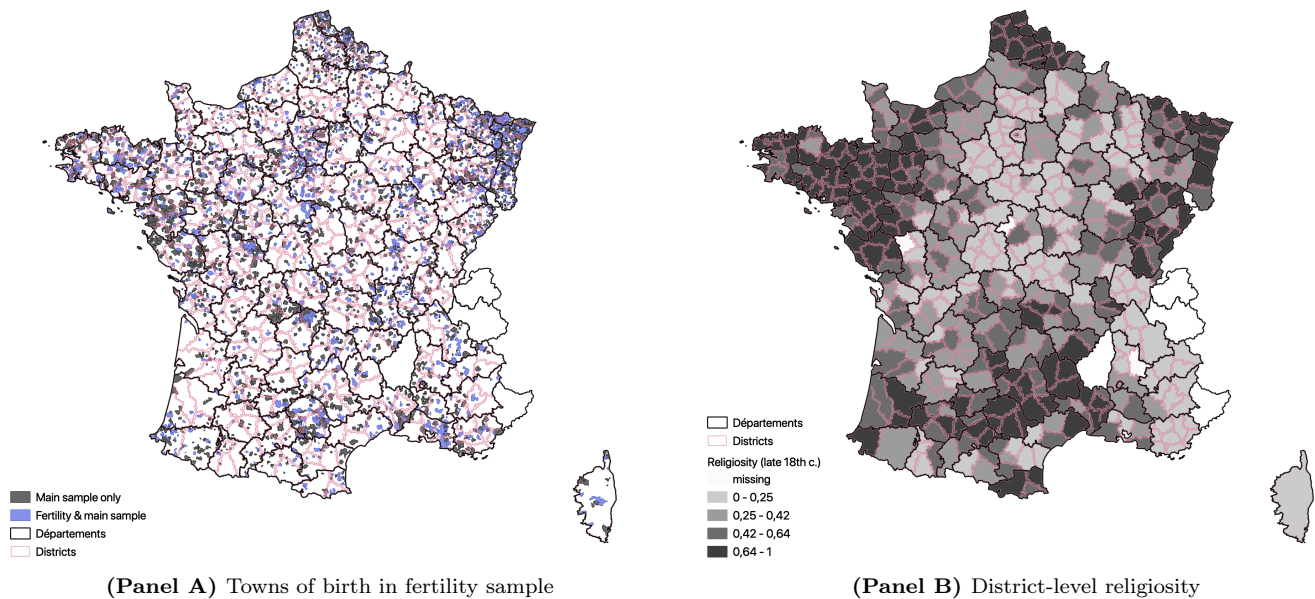 Main sample only
Fertility & main sample
Départements
Districts
(Panel A) Towns of birth in fertility sample
Départements
Districts
Religiosity (late 18th c.)
missing
0 - 0,25
0,25 - 0,42
0,42 - 0,64
0,64 - 1
(Panel B) District-level religiosity